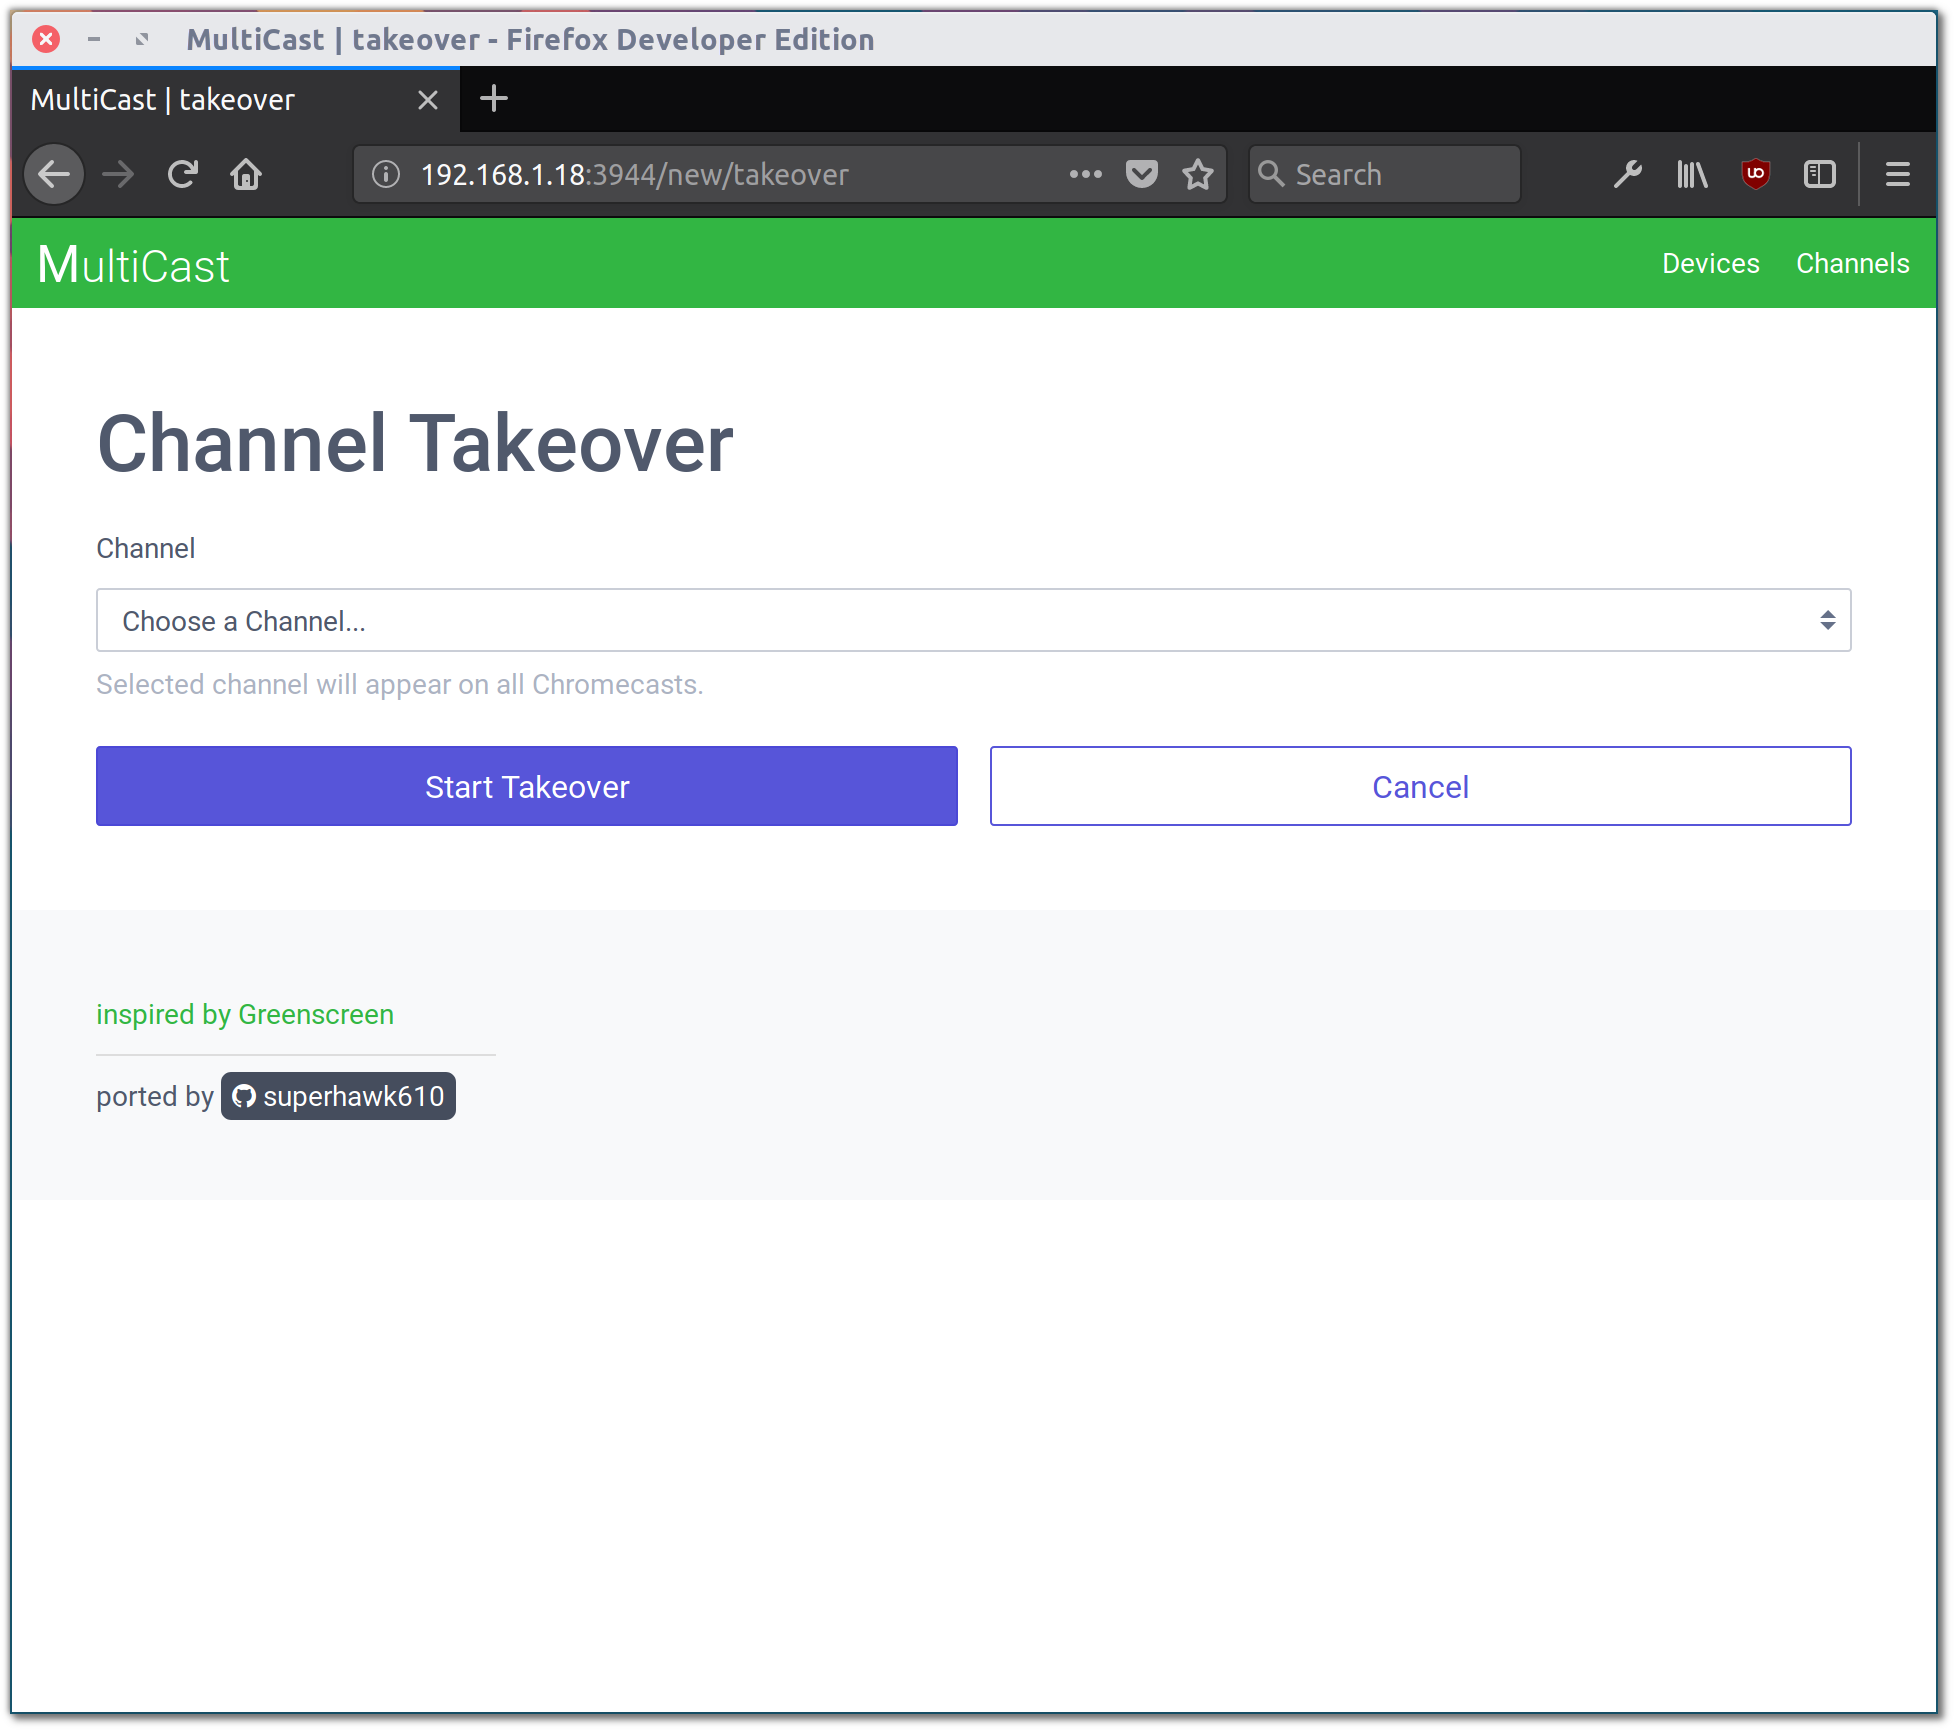 MultiCast | takeover - Firefox Developer Edition
MultiCast | takeover
192.168.1.18:3944/new/takeover
Search
MultiCast
Devices
Channels
Channel Takeover
Channel
Choose a Channel...
Selected channel will appear on all Chromecasts.
Start Takeover
Cancel
inspired by Greenscreen
ported by superhawk610